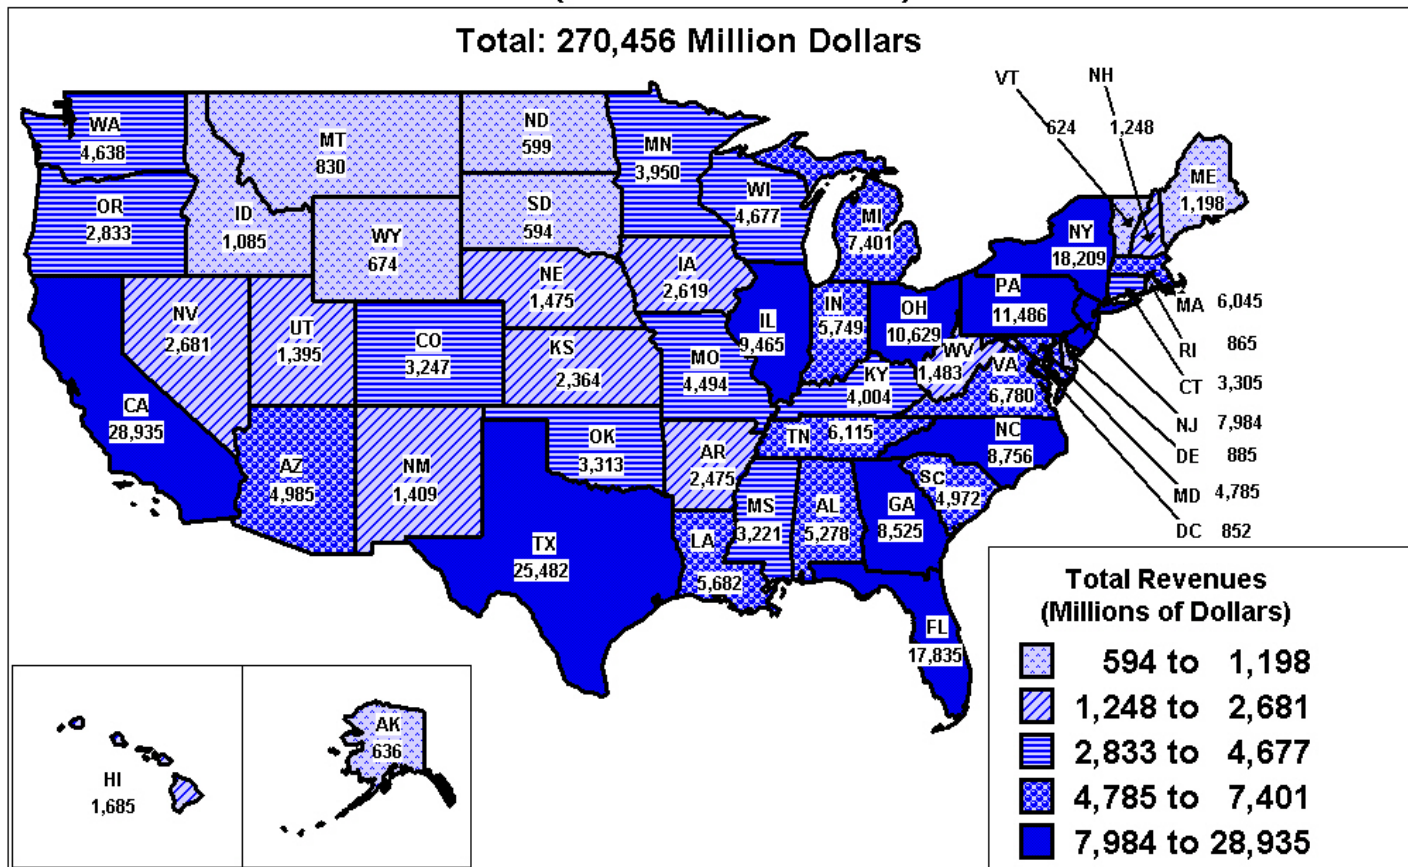 Total: 270,456 Million Dollars
VT
NH
624
1,248
WA
4,638
MT
830
ND
599
MN
3,950
ME
1,198
OR
2,833
ID
1,085
WY
674
SD
594
WI
4,677
MI
7,401
NY
18,209
NV
2,681
UT
1,395
CO
3,247
NE
1,475
KS
2,364
IA
2,619
MO
4,494
IL
9,465
IN
5,749
OH
10,629
PA
11,486
WV
1,483
VA
6,780
KY
4,004
MA 6,045
RI 865
CT 3,305
NJ 7,984
DE 885
MD 4,785
DC 852
CA
28,935
AZ
4,985
NM
1,409
OK
3,313
AR
2,475
TN 6,115
NC
8,756
SC
4,972
MS
3,221
AL
5,278
GA
8,525
LA
5,682
TX
25,482
FL
17,835
HI
1,685
AK
636
Total Revenues
(Millions of Dollars)
594 to 1,198
1,248 to 2,681
2,833 to 4,677
4,785 to 7,401
7,984 to 28,935